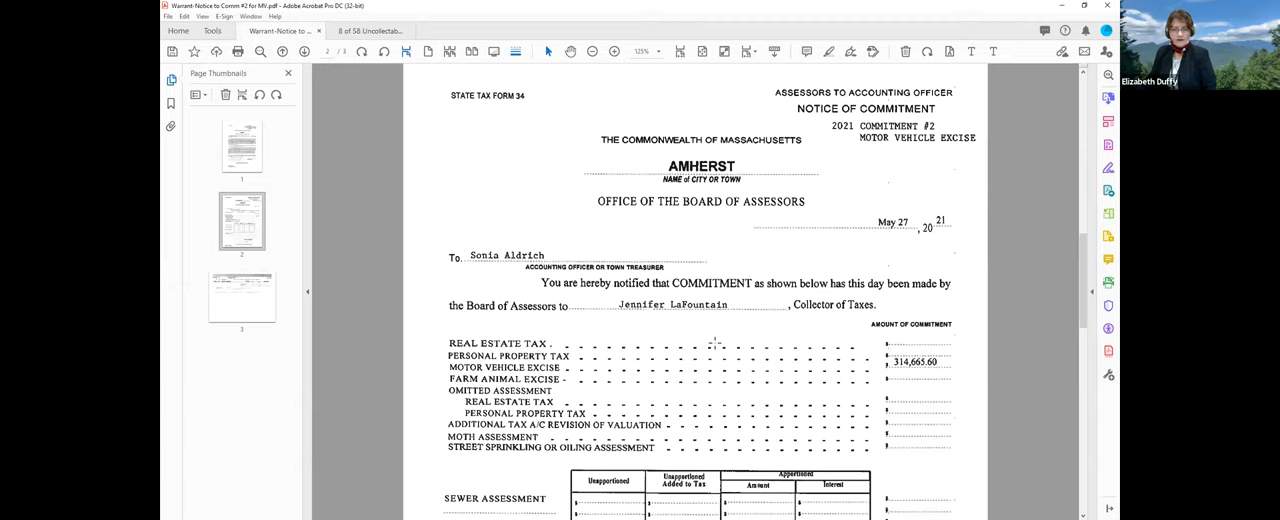 Warrant-Notice to Comm #2 for MV.pdf - Adobe Acrobat Pro DC (32-bit)
File Edit View E-Sign Window Help
Home Tools Warrant-Notice to ... × 8 of 58 Uncollectab...
2 / 3 125%
Page Thumbnails
1
2
3
Elizabeth Duffy
STATE TAX FORM 34
ASSESSORS TO ACCOUNTING OFFICER
NOTICE OF COMMITMENT
2021 COMMITMENT #2
MOTOR VEHICLE EXCISE
THE COMMONWEALTH OF MASSACHUSETTS
AMHERST
NAME of CITY OR TOWN
OFFICE OF THE BOARD OF ASSESSORS
May 27 , 20 21
To. Sonia Aldrich
ACCOUNTING OFFICER OR TOWN TREASURER
You are hereby notified that COMMITMENT as shown below has this day been made by
the Board of Assessors to Jennifer LaFountain , Collector of Taxes.
AMOUNT OF COMMITMENT
REAL ESTATE TAX . $
PERSONAL PROPERTY TAX $
MOTOR VEHICLE EXCISE 314,665.60
FARM ANIMAL EXCISE - $
OMITTED ASSESSMENT
REAL ESTATE TAX $
PERSONAL PROPERTY TAX $
ADDITIONAL TAX A/C REVISION OF VALUATION $
MOTH ASSESSMENT $
STREET SPRINKLING OR OILING ASSESSMENT $
Unapportioned Unapportioned Added to Tax Apportioned
Amount Interest
SEWER ASSESSMENT $ $ $ $ $
$ $ $ $ $